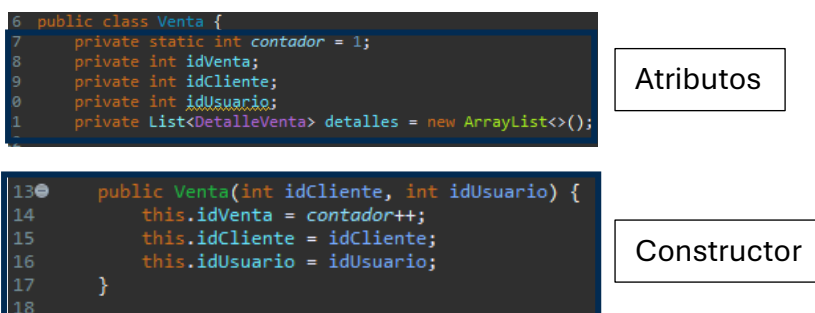 6 public class Venta {
7 private static int contador = 1;
8 private int idVenta;
9 private int idCliente;
0 private int idUsuario;
1 private List<DetalleVenta> detalles = new ArrayList<>();
Atributos
13 public Venta(int idCliente, int idUsuario) {
14 this.idVenta = contador++;
15 this.idCliente = idCliente;
16 this.idUsuario = idUsuario;
17 }
18
Constructor